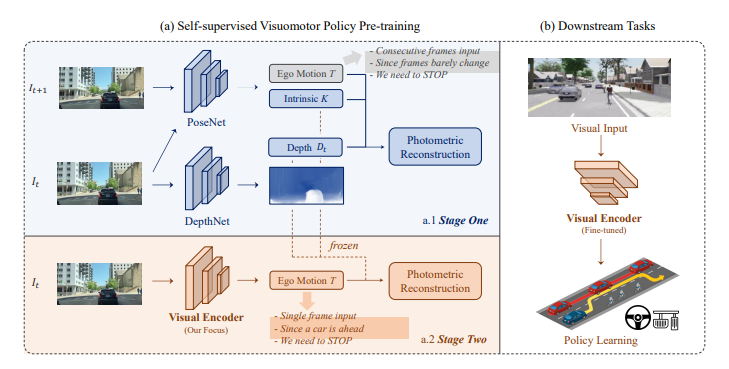 (a) Self-supervised Visuomotor Policy Pre-training
(b) Downstream Tasks
I_{t+1}
PoseNet
Ego Motion T
Intrinsic K
- Consecutive frames input
- Since frames barely change
- We need to STOP
I_t
DepthNet
Depth D_t
Photometric
Reconstruction
a.1 Stage One
frozen
I_t
Visual Encoder
(Our Focus)
Ego Motion T
Photometric
Reconstruction
- Single frame input
- Since a car is ahead
- We need to STOP
a.2 Stage Two
Visual Input
Visual Encoder
(Fine-tuned)
Policy Learning